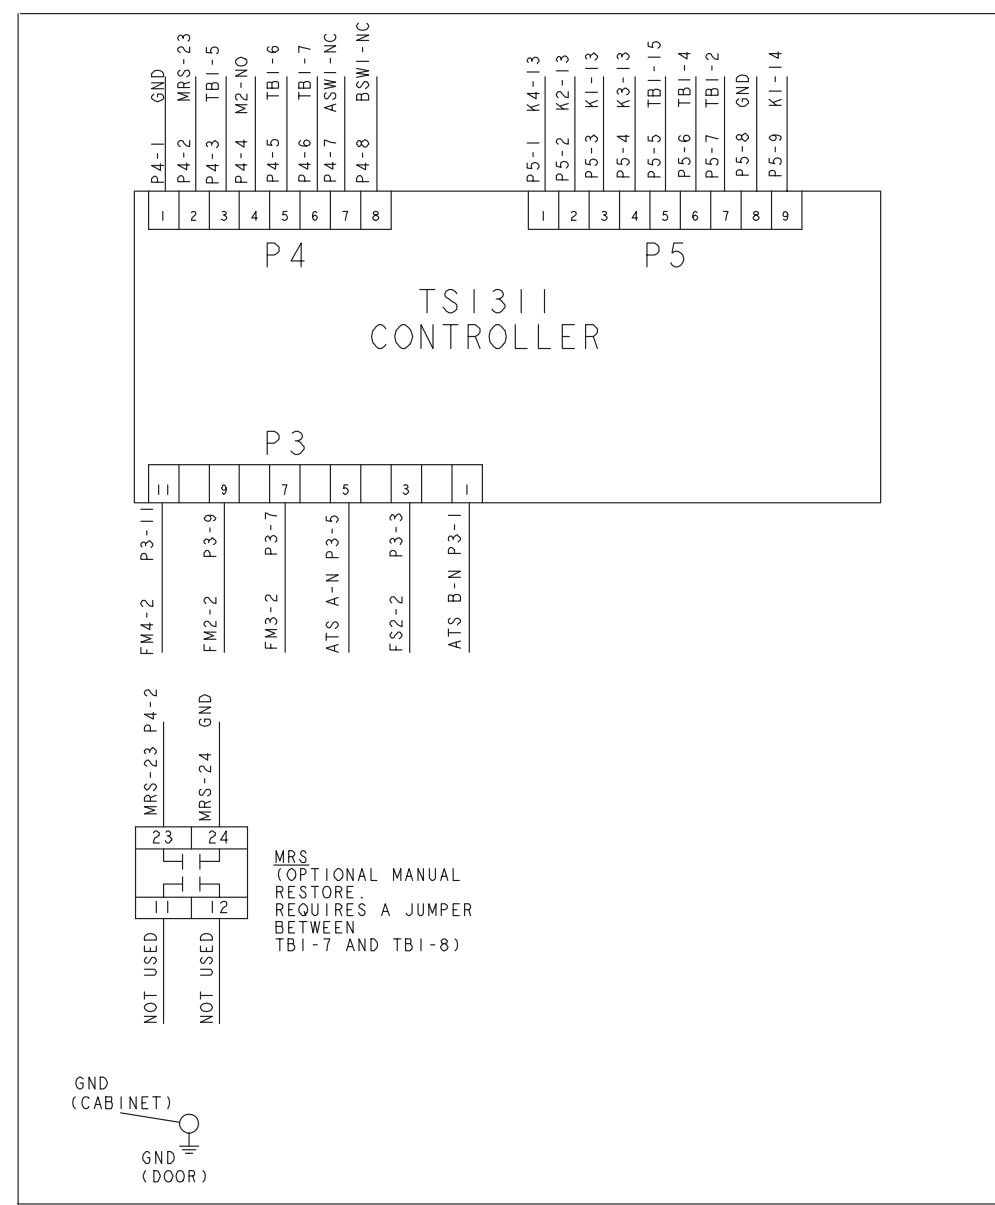 P4-1 GND
P4-2 MRS-23
P4-3 TB1-5
P4-4 M2-NO
P4-5 TB1-6
P4-6 TB1-7
P4-7 ASW1-NC
P4-8 BSW1-NC
P5-1 K4-13
P5-2 K2-13
P5-3 K1-13
P5-4 K3-13
P5-5 TB1-15
P5-6 TB1-4
P5-7 TB1-2
P5-8 GND
P5-9 K1-14
1 2 3 4 5 6 7 8
1 2 3 4 5 6 7 8 9
P4
P5
TS1311
CONTROLLER
P3
11 9 7 5 3 1
FM4-2 P3-11
FM2-2 P3-9
FM3-2 P3-7
ATS A-N P3-5
FS2-2 P3-3
ATS B-N P3-1
MRS-23 P4-2
MRS-24 GND
23 24
11 12
MRS
(OPTIONAL MANUAL
RESTORE.
REQUIRES A JUMPER
BETWEEN
TB1-7 AND TB1-8)
NOT USED
NOT USED
GND
(CABINET)
GND
(DOOR)